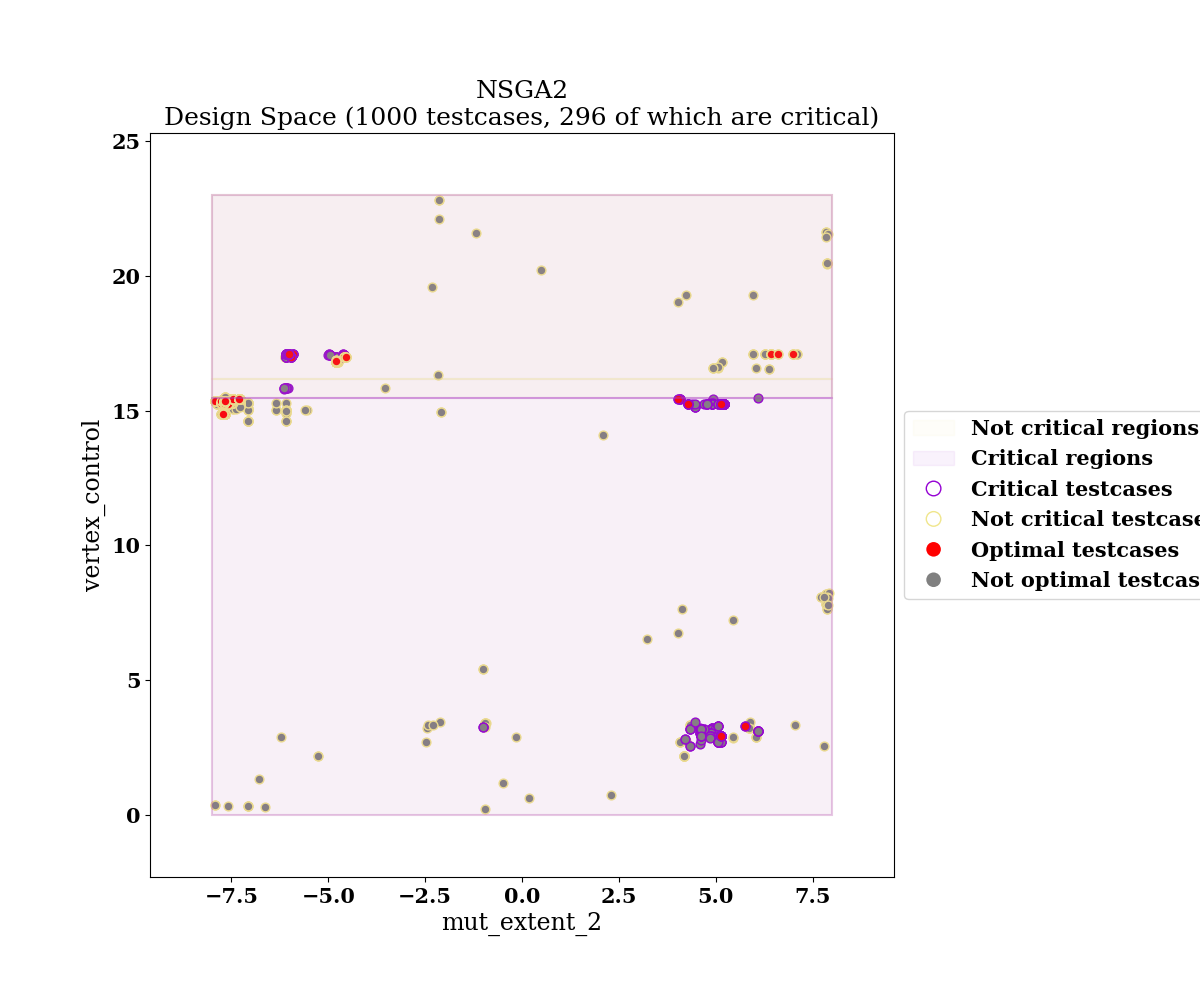 NSGA2
Design Space (1000 testcases, 296 of which are critical)
25
20
15
10
5
0
vertex_control
−7.5
−5.0
−2.5
0.0
2.5
5.0
7.5
mut_extent_2
Not critical regions
Critical regions
Critical testcases
Not critical testcase
Optimal testcases
Not optimal testcas